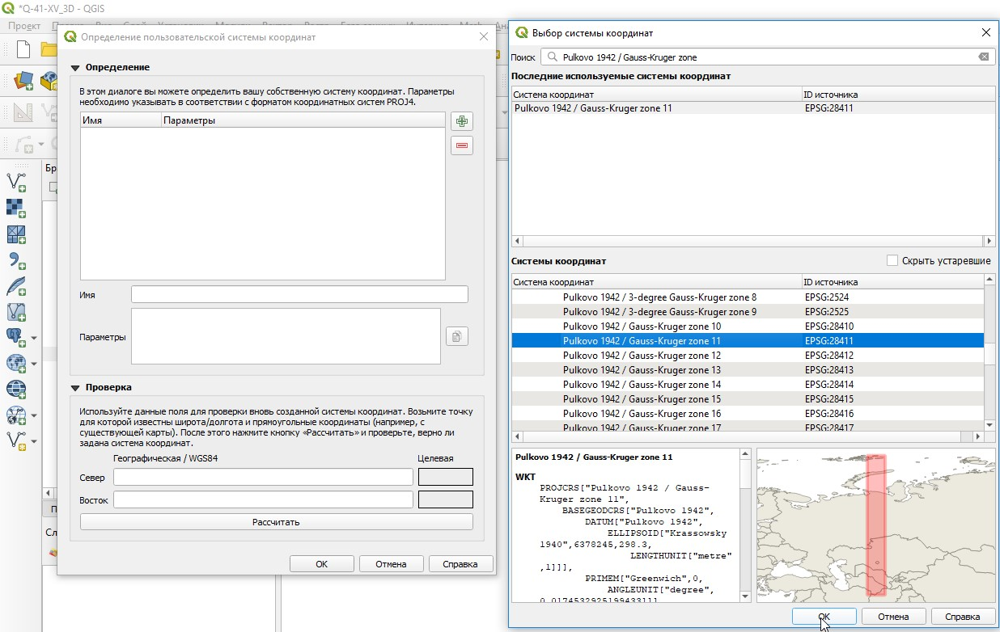 *Q-41-XV_3D - QGIS
Проект
Определение пользовательской системы координат
Определение
В этом диалоге вы можете определить вашу собственную систему координат. Параметры
необходимо указывать в соответствии с форматом координатных систем PROJ4.
Имя Параметры
Имя
Параметры
Проверка
Используйте данные поля для проверки вновь созданной системы координат. Возьмите точку
для которой известны широта/долгота и прямоугольные координаты (например, с
существующей карты). После этого нажмите кнопку «Рассчитать» и проверьте, верно ли
задана система координат.
Географическая / WGS84 Целевая
Север
Восток
Рассчитать
OK Отмена Справка
Бр
П
Сл
Выбор системы координат
Поиск Pulkovo 1942 / Gauss-Kruger zone
Последние используемые системы координат
Система координат ID источника
Pulkovo 1942 / Gauss-Kruger zone 11 EPSG:28411
Системы координат Скрыть устаревшие
Система координат ID источника
Pulkovo 1942 / 3-degree Gauss-Kruger zone 8 EPSG:2524
Pulkovo 1942 / 3-degree Gauss-Kruger zone 9 EPSG:2525
Pulkovo 1942 / Gauss-Kruger zone 10 EPSG:28410
Pulkovo 1942 / Gauss-Kruger zone 11 EPSG:28411
Pulkovo 1942 / Gauss-Kruger zone 12 EPSG:28412
Pulkovo 1942 / Gauss-Kruger zone 13 EPSG:28413
Pulkovo 1942 / Gauss-Kruger zone 14 EPSG:28414
Pulkovo 1942 / Gauss-Kruger zone 15 EPSG:28415
Pulkovo 1942 / Gauss-Kruger zone 16 EPSG:28416
Pulkovo 1942 / Gauss-Kruger zone 17 EPSG:28417
Pulkovo 1942 / Gauss-Kruger zone 11
WKT
PROJCRS["Pulkovo 1942 / Gauss-
Kruger zone 11",
BASEGEODCRS["Pulkovo 1942",
DATUM["Pulkovo 1942",
ELLIPSOID["Krassowsky
1940",6378245,298.3,
LENGTHUNIT["metre"
,1]]],
PRIMEM["Greenwich",0,
ANGLEUNIT["degree",
0.0174532925199433]]],
OK Отмена Справка